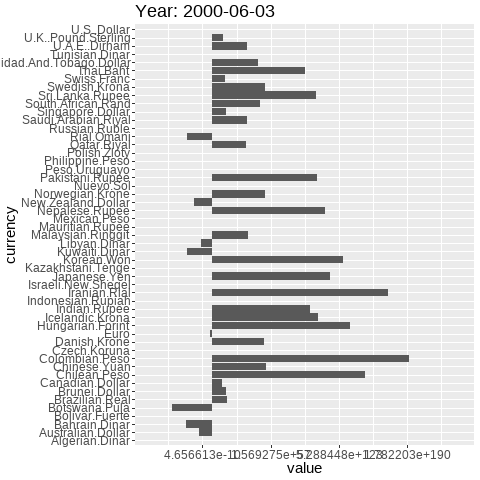 Year: 2000-06-03
U.S. Dollar
U.K. Pound.Sterling
U.A.E. Dirham
Tunisian.Dinar
idad.And.Tobago.Dollar
Thai.Baht
Swiss.Franc
Swedish.Krona
Sri.Lanka.Rupee
South.African.Rand
Singapore.Dollar
Saudi.Arabian.Riyal
Russian.Ruble
Rial.Omani
Qatar.Riyal
Polish.Zloty
Philippine.Peso
Peso.Uruguayo
Pakistani.Rupee
Nuevo.Sol
Norwegian.Krone
New.Zealand.Dollar
Nepalese.Rupee
Mexican.Peso
Mauritian.Rupee
Malaysian.Ringgit
Libyan.Dinar
Kuwaiti.Dinar
Korean.Won
Kazakhstani.Tenge
Japanese.Yen
Israeli.New.Sheqel
Iranian.Rial
Indonesian.Rupiah
Indian.Rupee
Icelandic.Krona
Hungarian.Forint
Euro
Danish.Krone
Czech.Koruna
Colombian.Peso
Chinese.Yuan
Chilean.Peso
Canadian.Dollar
Brunei.Dollar
Brazilian.Real
Botswana.Pula
Bolivar.Fuerte
Bahrain.Dinar
Australian.Dollar
Algerian.Dinar
currency
value